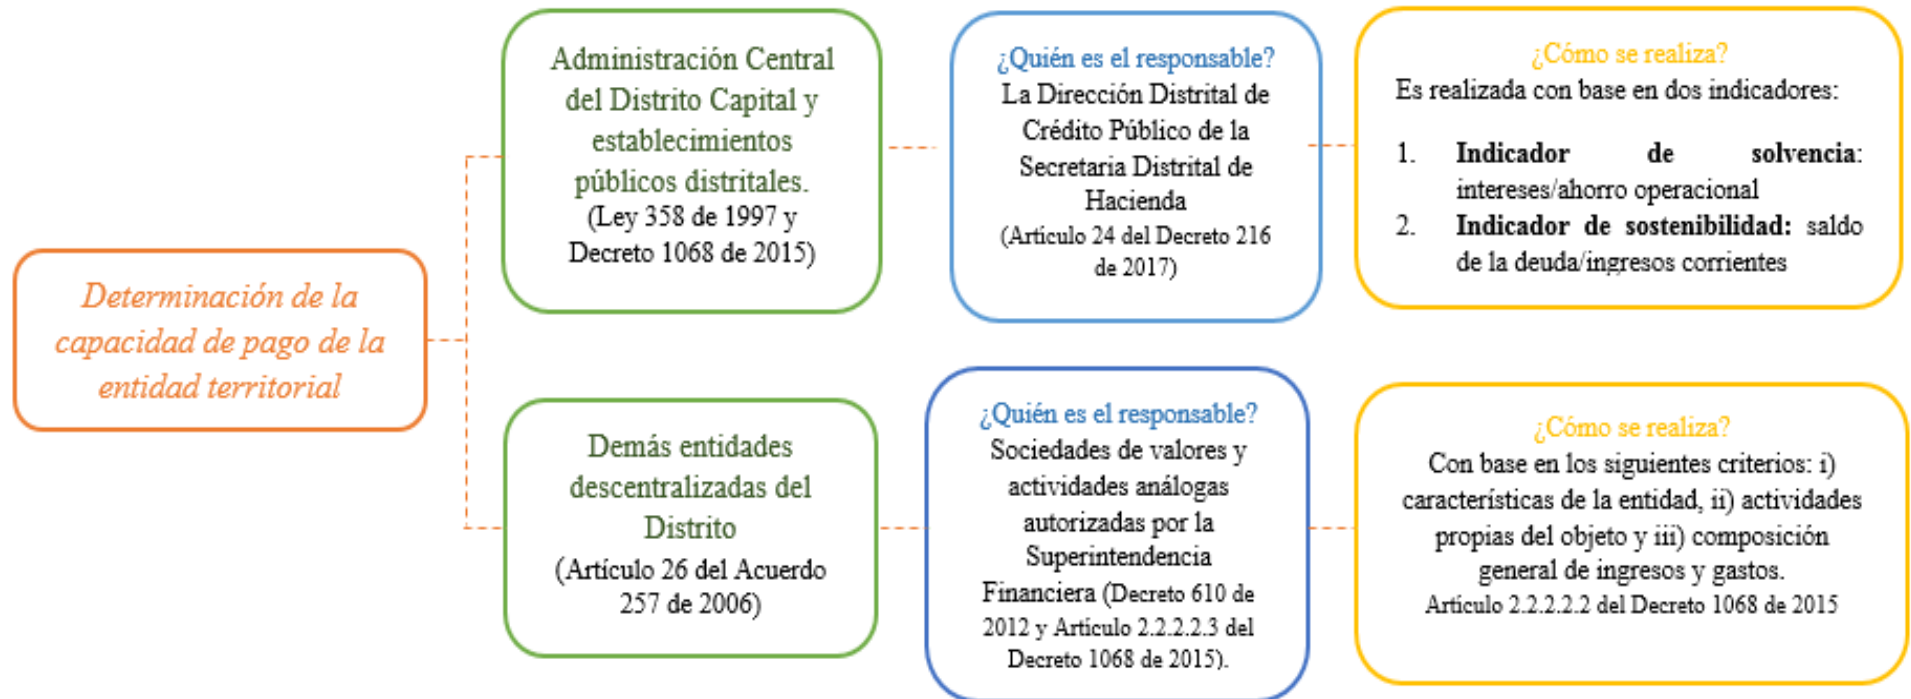 Determinación de la
capacidad de pago de la
entidad territorial
Administración Central
del Distrito Capital y
establecimientos
públicos distritales.
(Ley 358 de 1997 y
Decreto 1068 de 2015)
¿Quién es el responsable?
La Dirección Distrital de
Crédito Público de la
Secretaria Distrital de
Hacienda
(Artículo 24 del Decreto 216
de 2017)
¿Cómo se realiza?
Es realizada con base en dos indicadores:
1. Indicador de solvencia:
intereses/ahorro operacional
2. Indicador de sostenibilidad: saldo
de la deuda/ingresos corrientes
Demás entidades
descentralizadas del
Distrito
(Artículo 26 del Acuerdo
257 de 2006)
¿Quién es el responsable?
Sociedades de valores y
actividades análogas
autorizadas por la
Superintendencia
Financiera (Decreto 610 de
2012 y Artículo 2.2.2.2.3 del
Decreto 1068 de 2015).
¿Cómo se realiza?
Con base en los siguientes criterios: i)
características de la entidad, ii) actividades
propias del objeto y iii) composición
general de ingresos y gastos.
Artículo 2.2.2.2.2 del Decreto 1068 de 2015